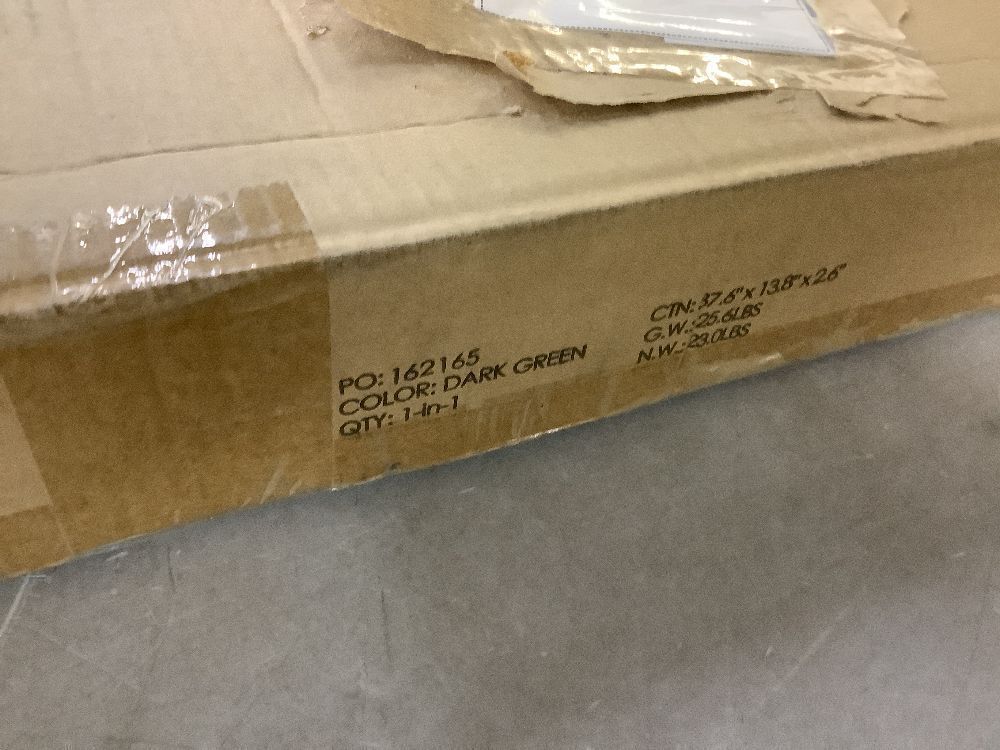 PO: 162165
COLOR: DARK GREEN
QTY: 1-in-1
CTN: 37.6"x 13.8"x 2.6"
G.W.:25.6LBS
N.W.:23.0LBS